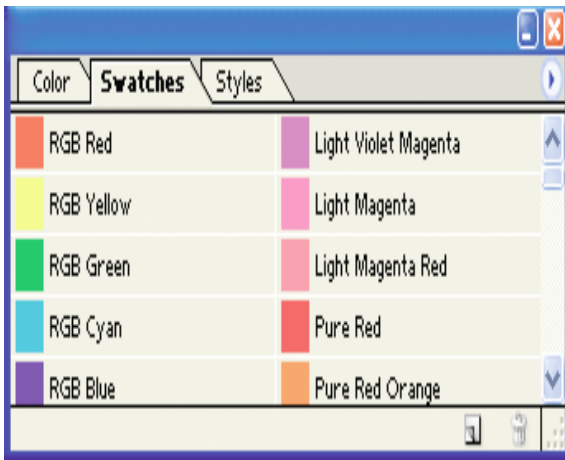 Color Swatches Styles
RGB Red
RGB Yellow
RGB Green
RGB Cyan
RGB Blue
Light Violet Magenta
Light Magenta
Light Magenta Red
Pure Red
Pure Red Orange